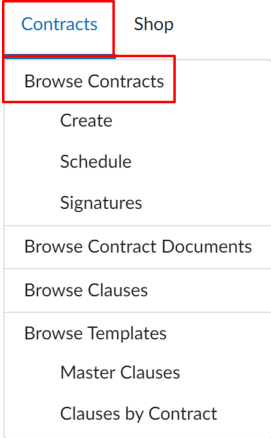 Contracts Shop
Browse Contracts
Create
Schedule
Signatures
Browse Contract Documents
Browse Clauses
Browse Templates
Master Clauses
Clauses by Contract